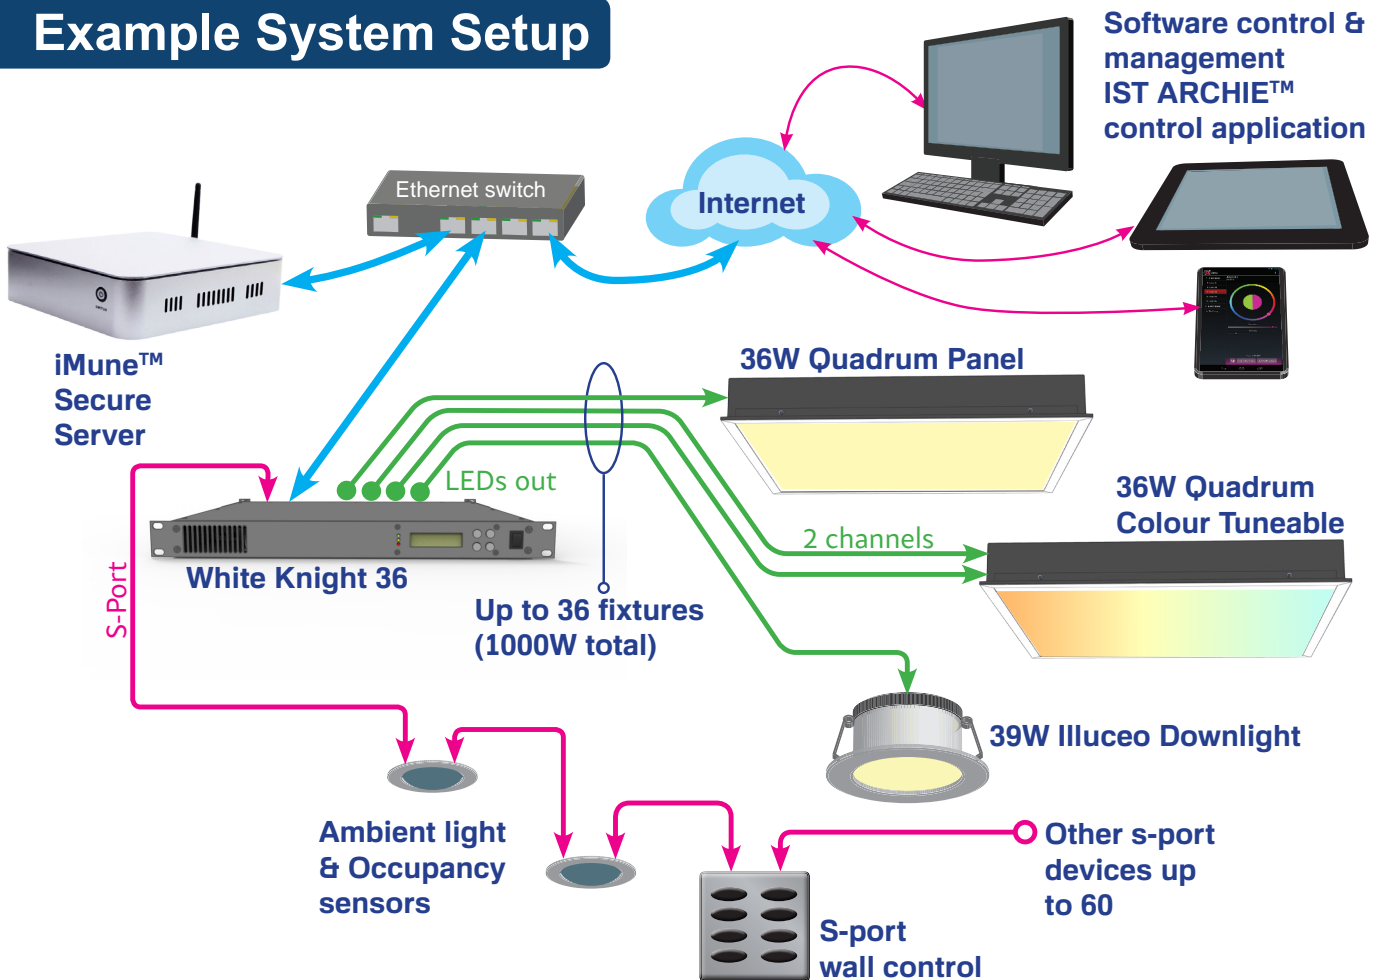 Example System Setup
Software control &
management
IST ARCHIE™
control application
Ethernet switch
Internet
iMune™
Secure
Server
36W Quadrum Panel
LEDs out
36W Quadrum
Colour Tuneable
2 channels
White Knight 36
S-Port
Up to 36 fixtures
(1000W total)
39W Illuceo Downlight
Ambient light
& Occupancy
sensors
Other s-port
devices up
to 60
S-port
wall control